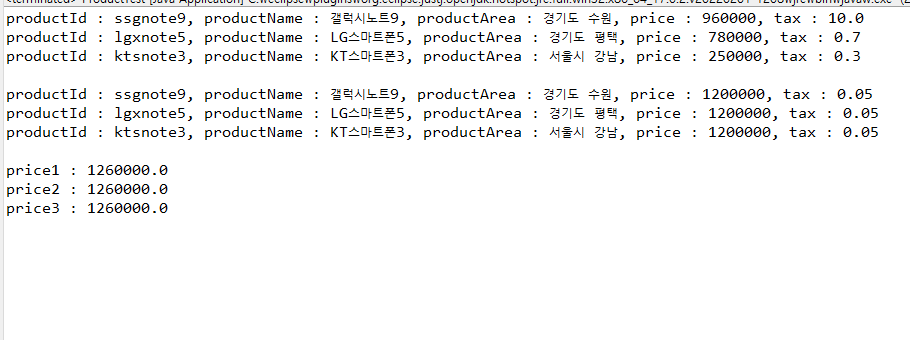 productId : ssgnote9, productName : 갤럭시노트9, productArea : 경기도 수원, price : 960000, tax : 10.0
productId : lgxnote5, productName : LG스마트폰5, productArea : 경기도 평택, price : 780000, tax : 0.7
productId : ktsnote3, productName : KT스마트폰3, productArea : 서울시 강남, price : 250000, tax : 0.3
productId : ssgnote9, productName : 갤럭시노트9, productArea : 경기도 수원, price : 1200000, tax : 0.05
productId : lgxnote5, productName : LG스마트폰5, productArea : 경기도 평택, price : 1200000, tax : 0.05
productId : ktsnote3, productName : KT스마트폰3, productArea : 서울시 강남, price : 1200000, tax : 0.05
price1 : 1260000.0
price2 : 1260000.0
price3 : 1260000.0